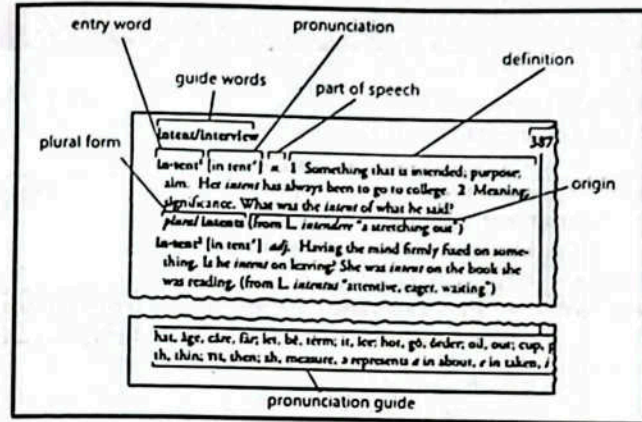 entry word
pronunciation
definition
guide words
part of speech
plural form
origin
intent/interview
387
in·tent¹ [in tent′] n. 1 Something that is intended; purpose;
aim. Her intent has always been to go to college. 2 Meaning;
significance. What was the intent of what he said?
plural intents (from L. intendere "a stretching out")
in·tent² [in tent′] adj. Having the mind firmly fixed on some-
thing. Is he intent on leaving? She was intent on the book she
was reading. (from L. intentus "attentive, eager, waiting")
hat, āge, cãre, fär; let, bē, tėrm; it, īce; hot, gō, ôrder; oil, out; cup, p
th, thin; TH, then; zh, measure, ə represents a in about, e in taken, i
pronunciation guide